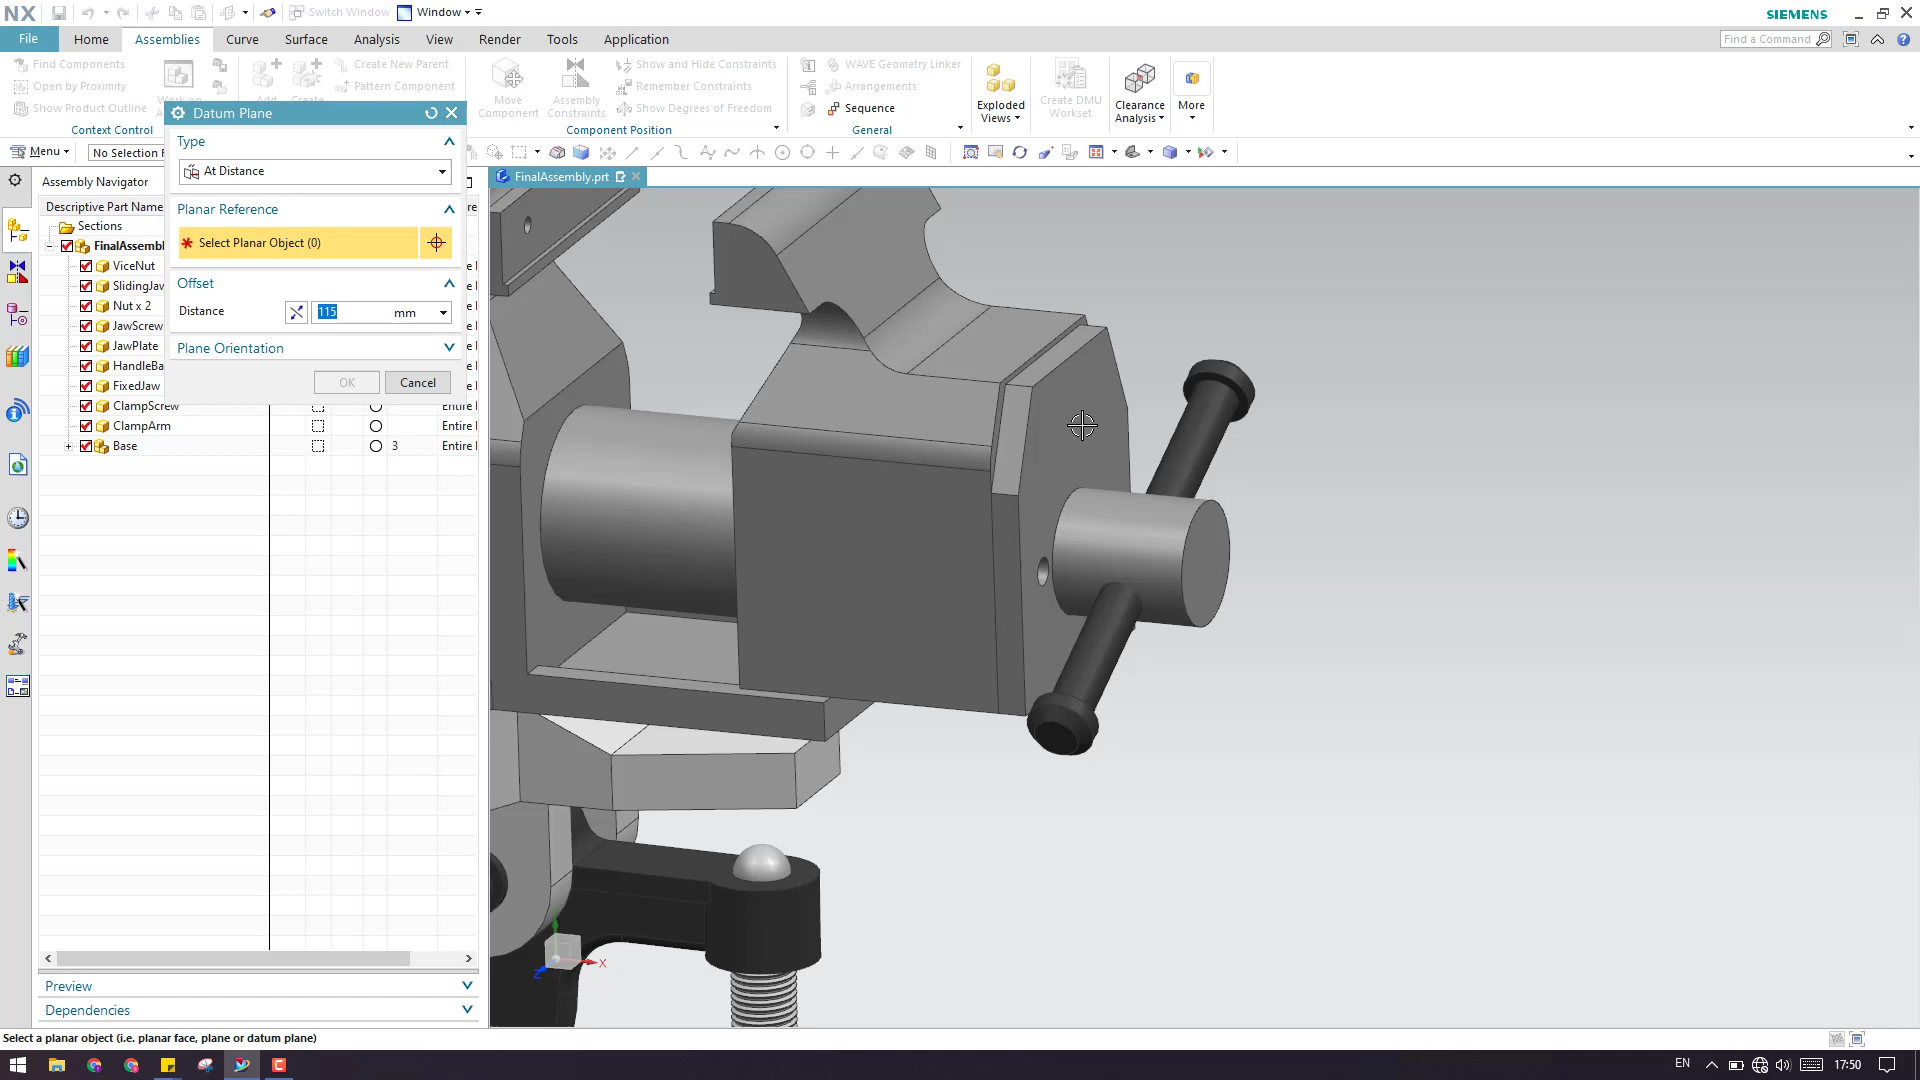 NX
Switch Window
Window
SIEMENS
File
Home
Assemblies
Curve
Surface
Analysis
View
Render
Tools
Application
Find a Command
Find Components
Open by Proximity
Show Product Outline
Context Control
Create New Parent
Pattern Component
Move
Component
Assembly
Constraints
Show and Hide Constraints
Remember Constraints
Show Degrees of Freedom
Component Position
WAVE Geometry Linker
Arrangements
Sequence
General
Exploded
Views
Create DMU
Workset
Clearance
Analysis
More
Menu
No Selection
Datum Plane
Type
At Distance
Planar Reference
* Select Planar Object (0)
Offset
Distance
115 mm
Plane Orientation
OK
Cancel
FinalAssembly.prt
Assembly Navigator
Descriptive Part Name
Sections
FinalAssembl
ViceNut
SlidingJaw
Nut x 2
JawScrew
JawPlate
HandleBa
FixedJaw
ClampScrew
Entire
ClampArm
Entire
Base
3
Entire
Preview
Dependencies
X
Z
Select a planar object (i.e. planar face, plane or datum plane)
EN
17:50